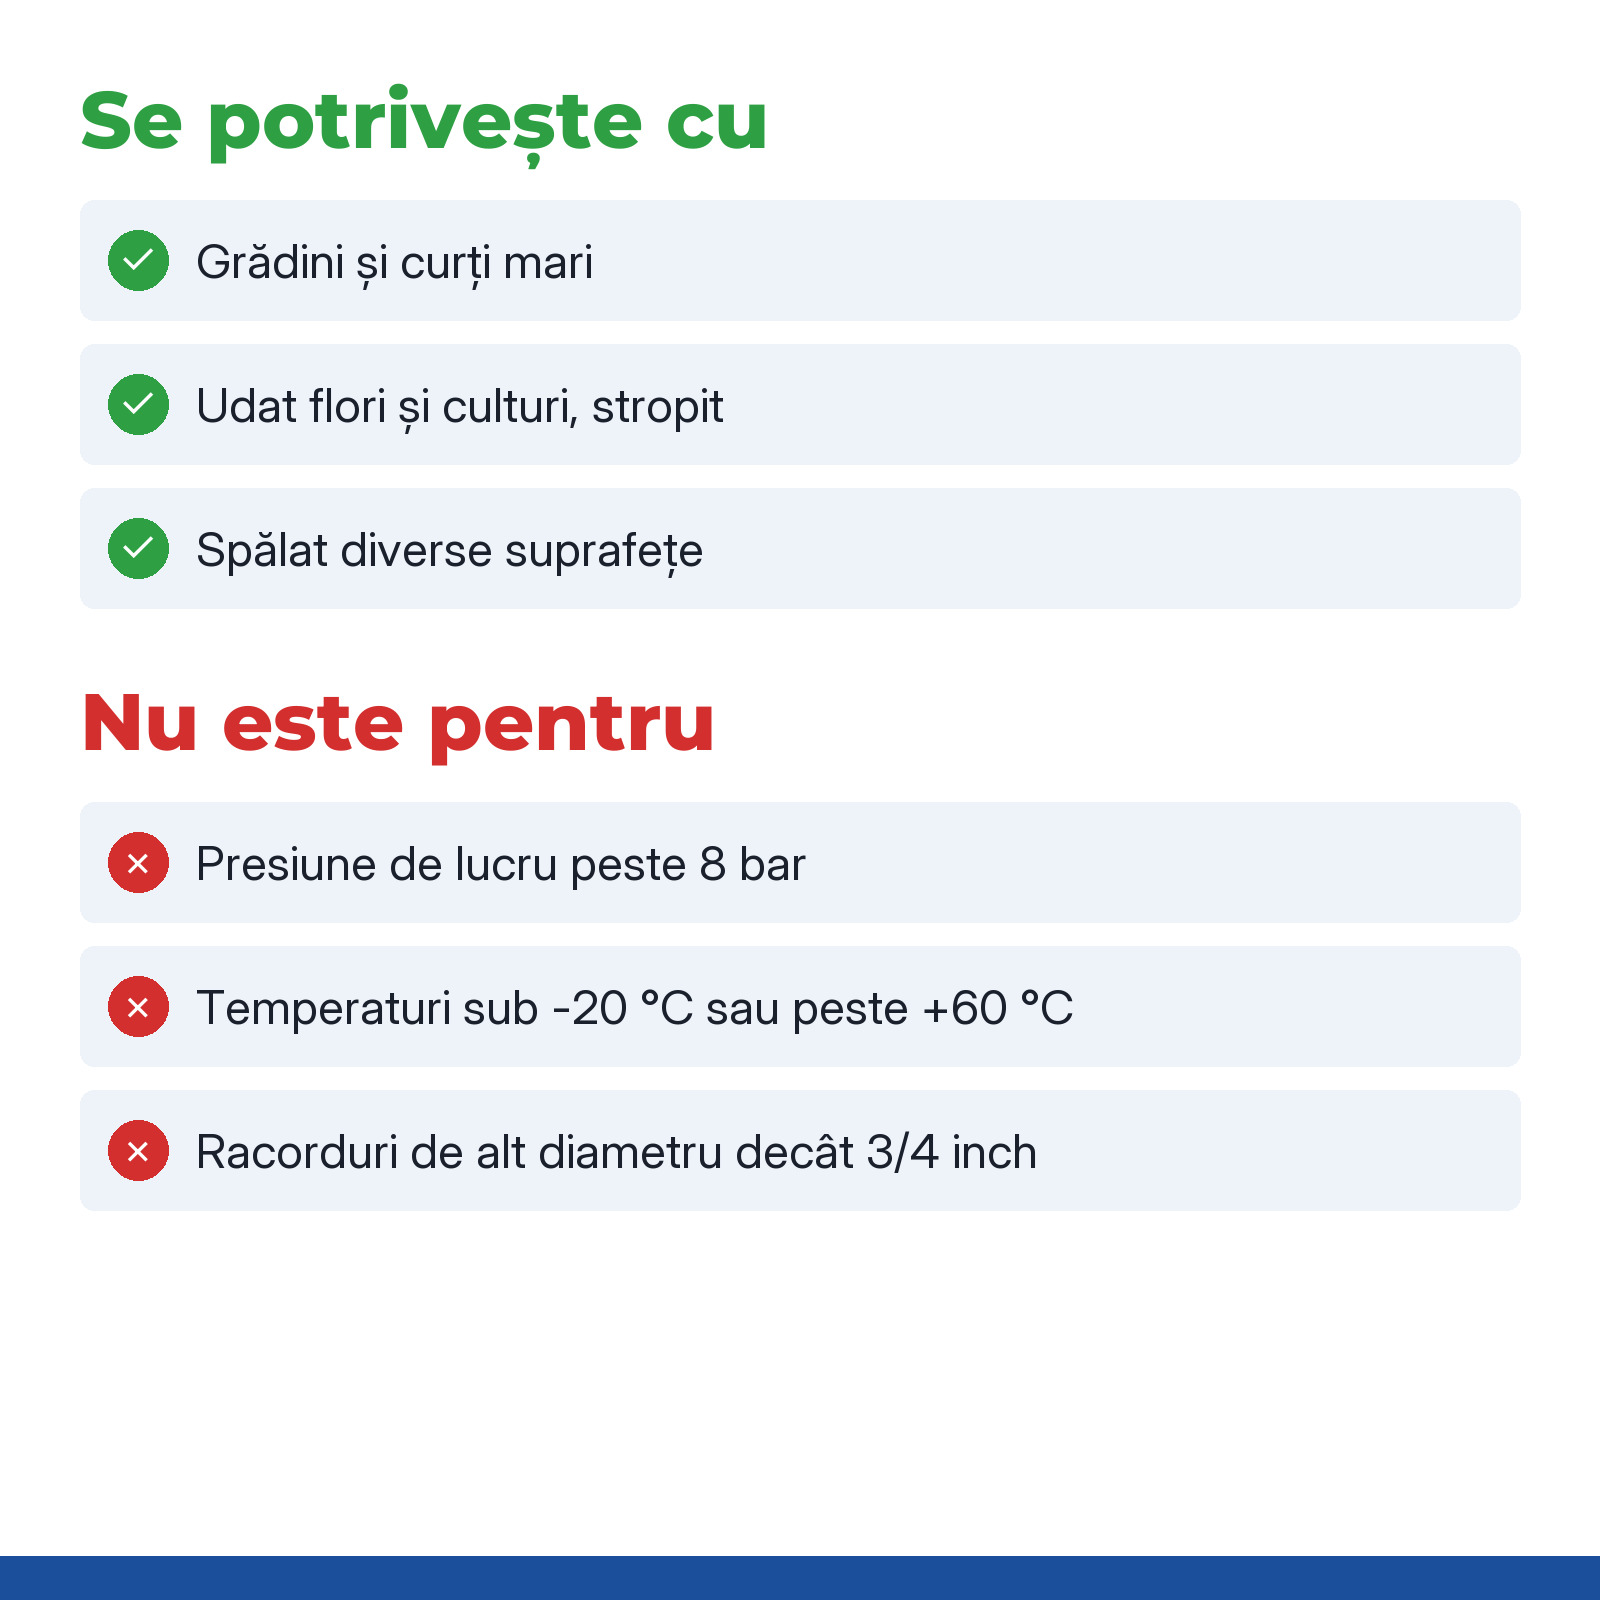 Se potrivește cu
Grădini și curți mari
Udat flori și culturi, stropit
Spălat diverse suprafețe
Nu este pentru
Presiune de lucru peste 8 bar
Temperaturi sub -20 °C sau peste +60 °C
Racorduri de alt diametru decât 3/4 inch